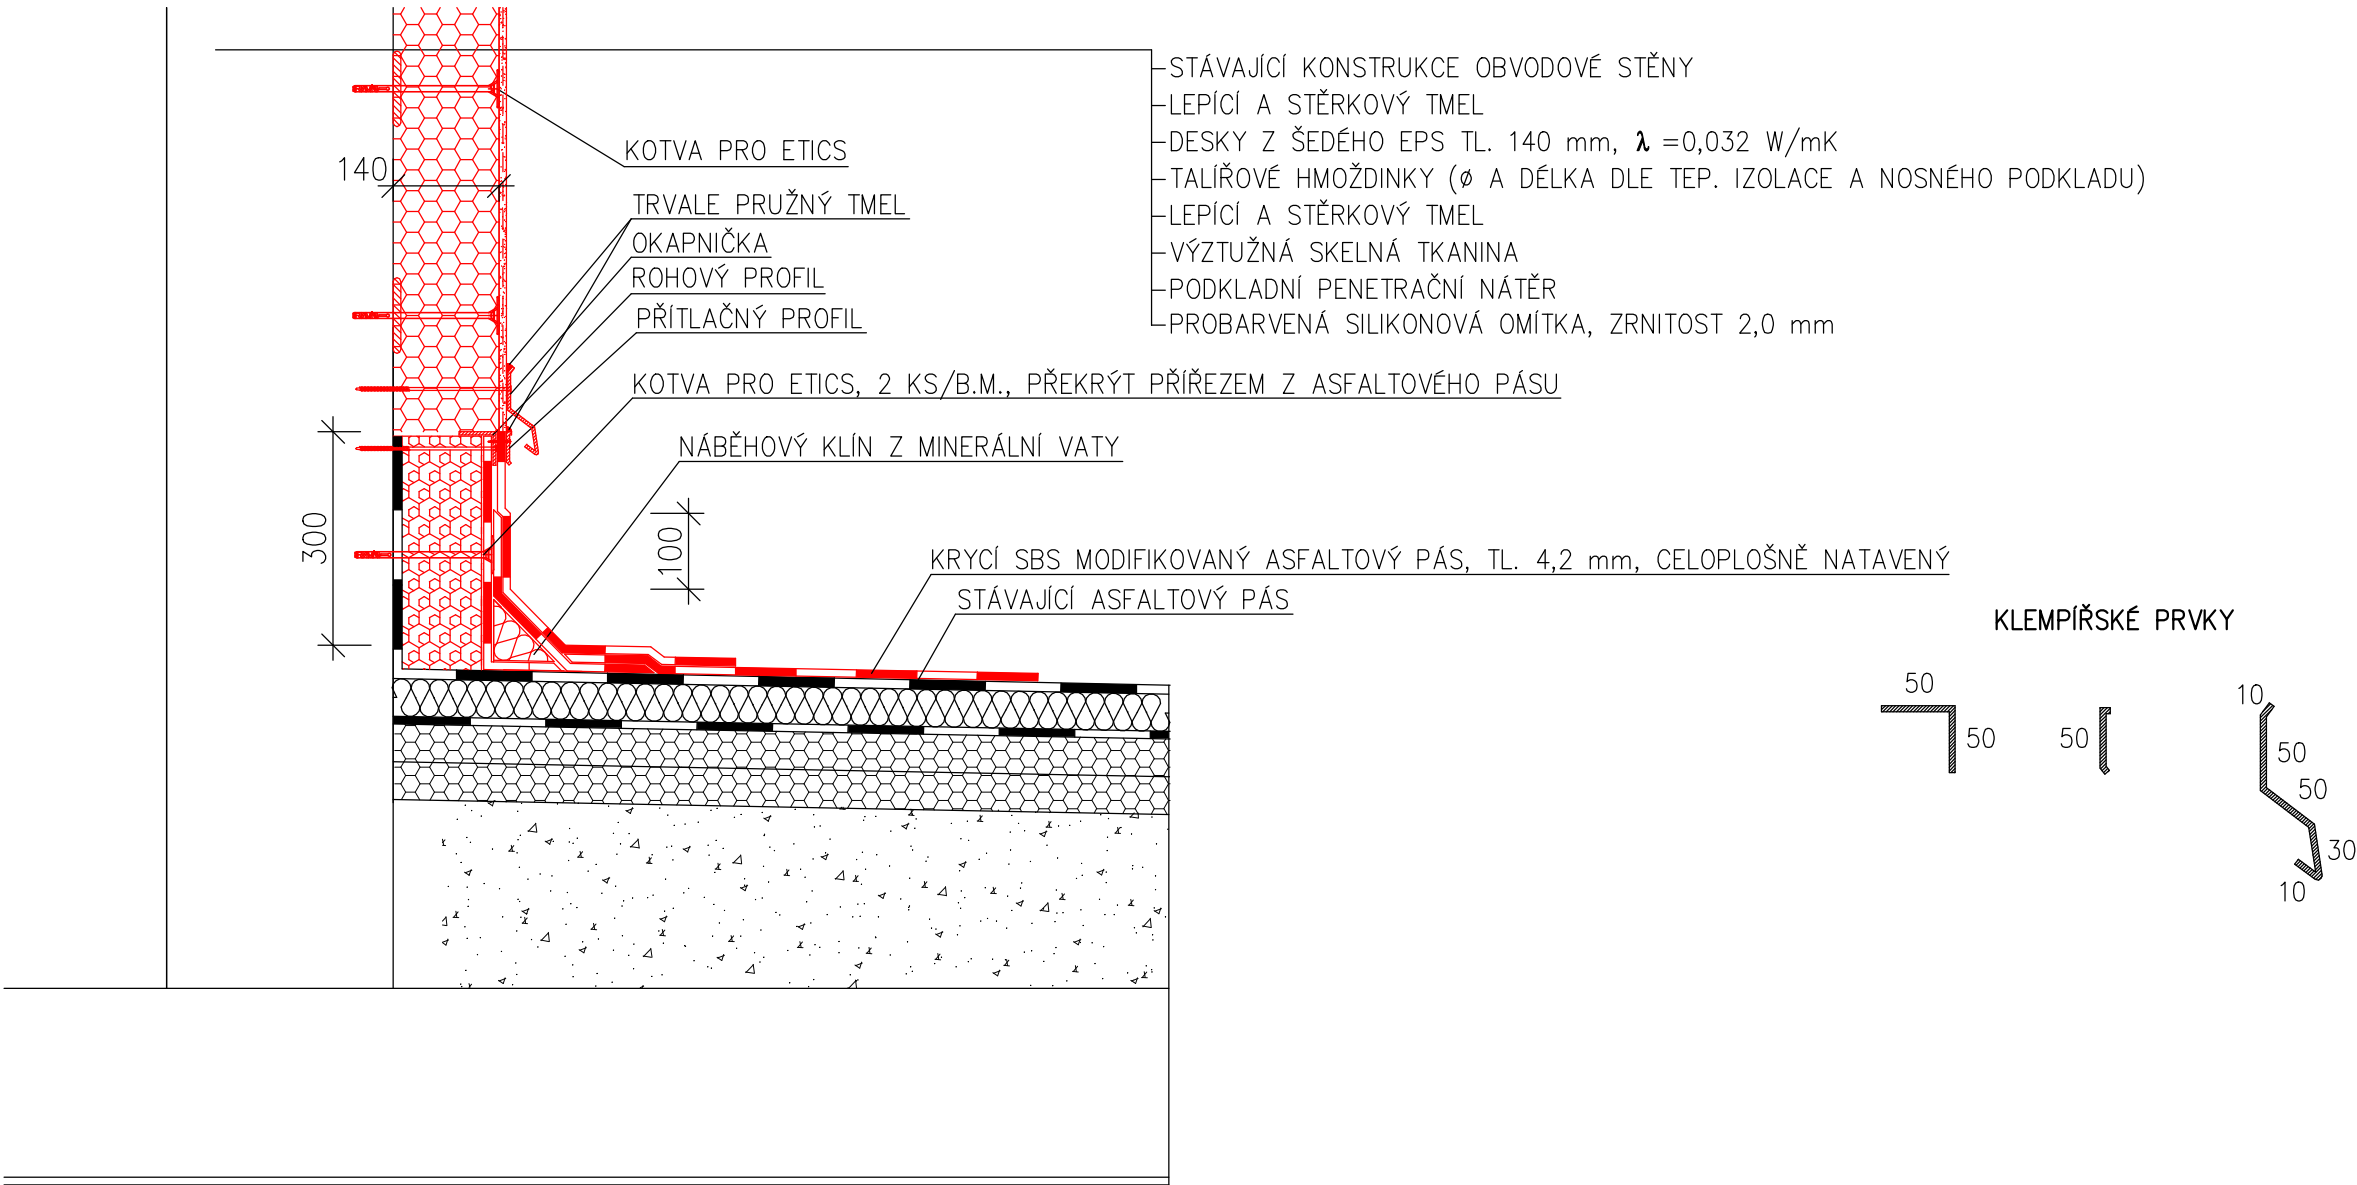 STÁVAJÍCÍ KONSTRUKCE OBVODOVÉ STĚNY
LEPÍCÍ A STĚRKOVÝ TMEL
DESKY Z ŠEDÉHO EPS TL. 140 mm, λ =0,032 W/mK
TALÍŘOVÉ HMOŽDINKY (ø A DÉLKA DLE TEP. IZOLACE A NOSNÉHO PODKLADU)
LEPÍCÍ A STĚRKOVÝ TMEL
VÝZTUŽNÁ SKELNÁ TKANINA
PODKLADNÍ PENETRAČNÍ NÁTĚR
PROBARVENÁ SILIKONOVÁ OMÍTKA, ZRNITOST 2,0 mm
KOTVA PRO ETICS
140
TRVALE PRUŽNÝ TMEL
OKAPNIČKA
ROHOVÝ PROFIL
PŘÍTLAČNÝ PROFIL
KOTVA PRO ETICS, 2 KS/B.M., PŘEKRÝT PŘÍŘEZEM Z ASFALTOVÉHO PÁSU
NÁBĚHOVÝ KLÍN Z MINERÁLNÍ VATY
300
100
KRYCÍ SBS MODIFIKOVANÝ ASFALTOVÝ PÁS, TL. 4,2 mm, CELOPLOŠNĚ NATAVENÝ
STÁVAJÍCÍ ASFALTOVÝ PÁS
KLEMPÍŘSKÉ PRVKY
50
50
50
10
50
50
30
10